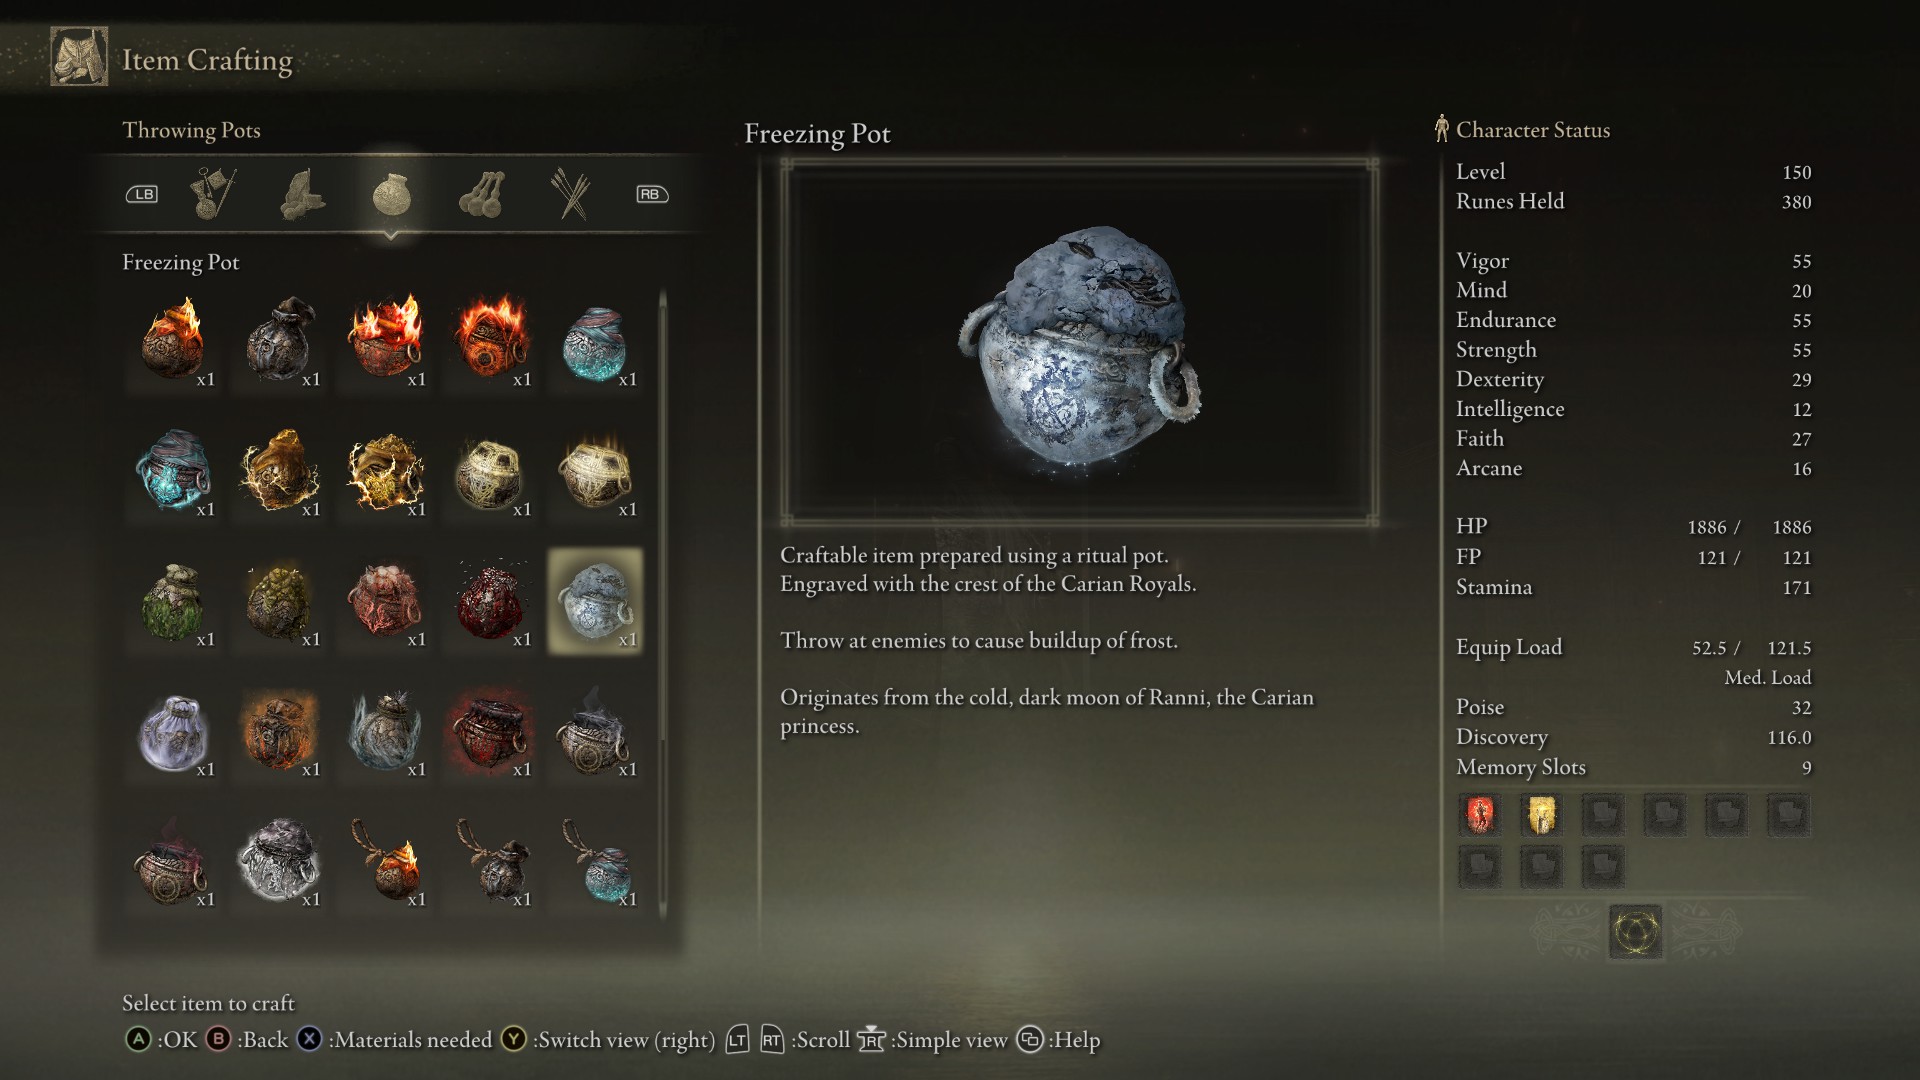 Item Crafting
Throwing Pots
LB
RB
Freezing Pot
x1 x1 x1 x1 x1
x1 x1 x1 x1 x1
x1 x1 x1 x1 x1
x1 x1 x1 x1 x1
x1 x1 x1 x1 x1
Freezing Pot
Craftable item prepared using a ritual pot.
Engraved with the crest of the Carian Royals.
Throw at enemies to cause buildup of frost.
Originates from the cold, dark moon of Ranni, the Carian
princess.
Character Status
Level 150
Runes Held 380
Vigor 55
Mind 20
Endurance 55
Strength 55
Dexterity 29
Intelligence 12
Faith 27
Arcane 16
HP 1886 / 1886
FP 121 / 121
Stamina 171
Equip Load 52.5 / 121.5
Med. Load
Poise 32
Discovery 116.0
Memory Slots 9
Select item to craft
A :OK B :Back X :Materials needed Y :Switch view (right) LT RT :Scroll R :Simple view :Help